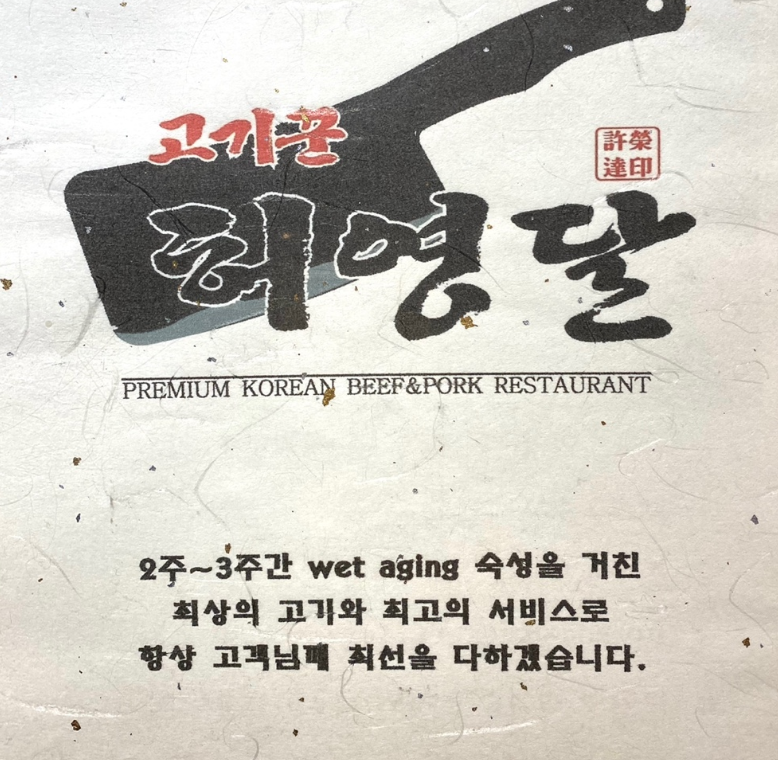 고기꾼
許榮
達印
허영달
PREMIUM KOREAN BEEF&PORK RESTAURANT
2주~3주간 wet aging 숙성을 거친
최상의 고기와 최고의 서비스로
항상 고객님께 최선을 다하겠습니다.